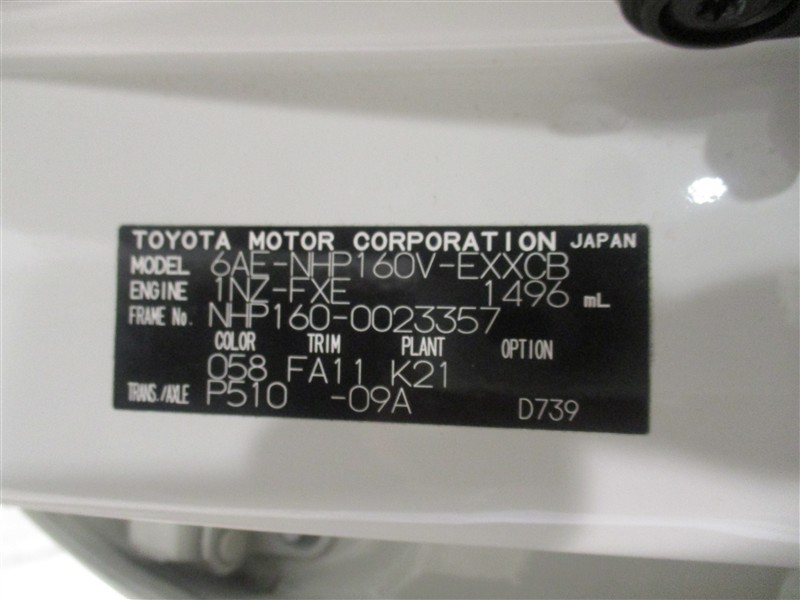 TOYOTA MOTOR CORPORATION JAPAN
MODEL 6AE-NHP160V-EXXCB
ENGINE 1NZ-FXE 1496 mL
FRAME No. NHP160-0023357
COLOR TRIM PLANT OPTION
058 FA11 K21
TRANS./AXLE P510 -09A D739